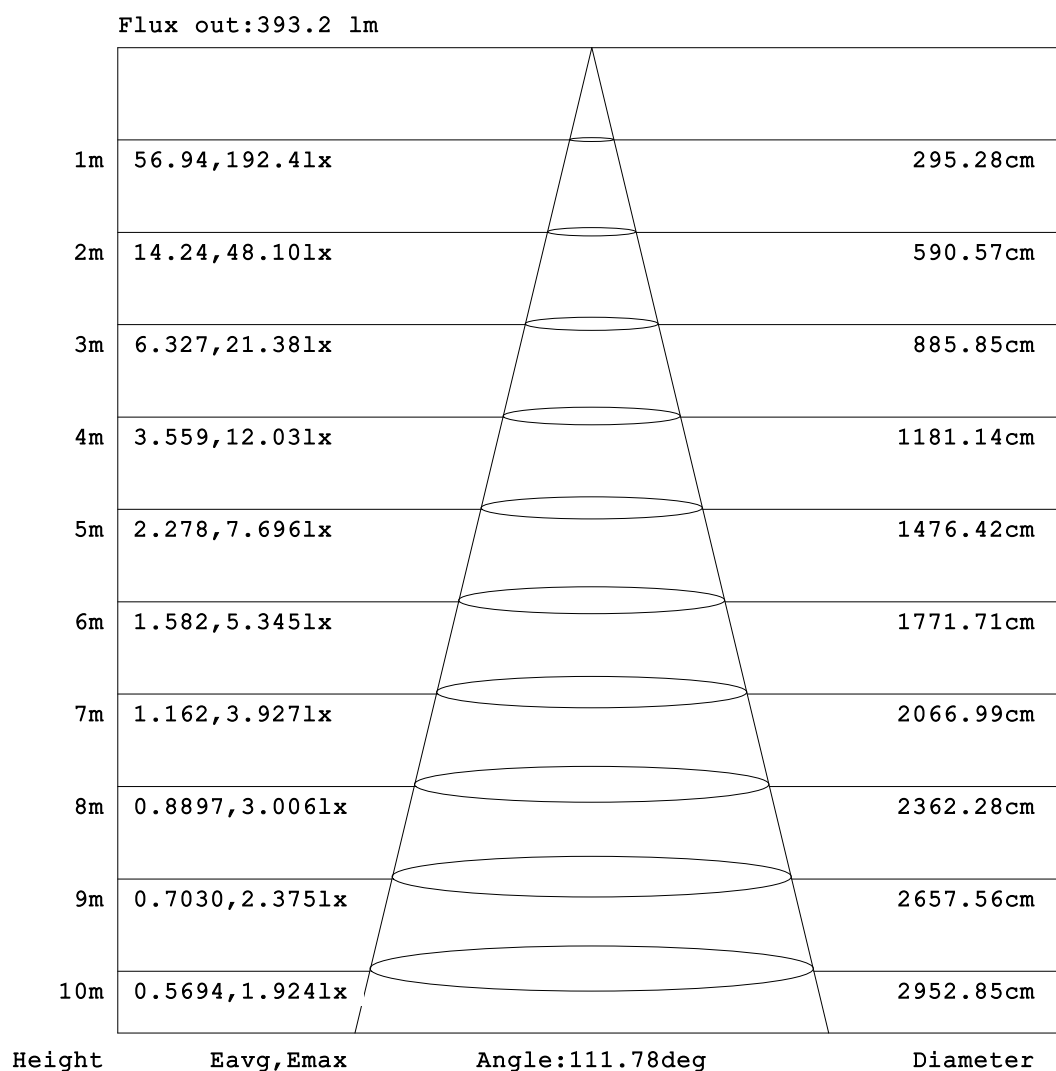 Flux out:393.2 lm
1m 56.94,192.4lx 295.28cm
2m 14.24,48.10lx 590.57cm
3m 6.327,21.38lx 885.85cm
4m 3.559,12.03lx 1181.14cm
5m 2.278,7.696lx 1476.42cm
6m 1.582,5.345lx 1771.71cm
7m 1.162,3.927lx 2066.99cm
8m 0.8897,3.006lx 2362.28cm
9m 0.7030,2.375lx 2657.56cm
10m 0.5694,1.924lx 2952.85cm
Height Eavg,Emax Angle:111.78deg Diameter